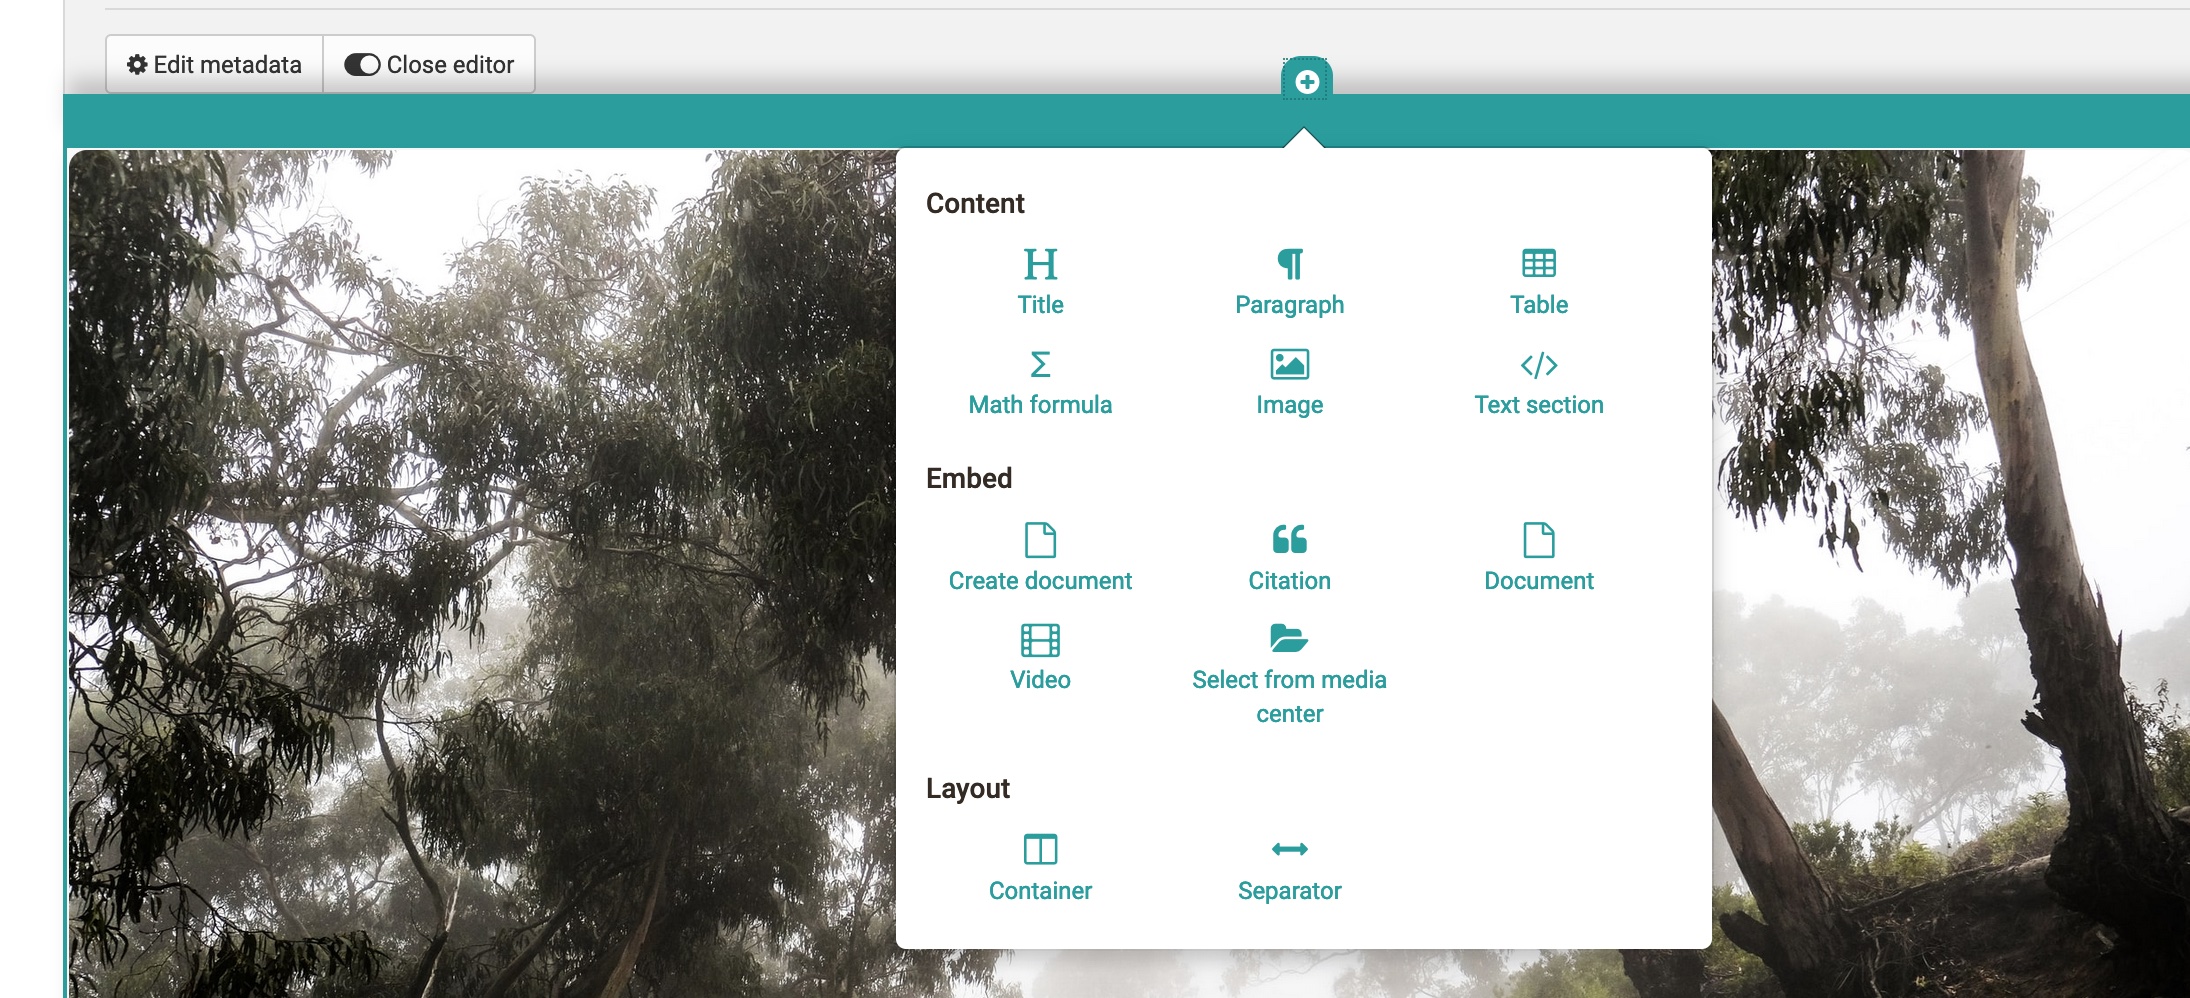 Edit metadata
Close editor
Content
Title
Paragraph
Table
Math formula
Image
Text section
Embed
Create document
Citation
Document
Video
Select from media
center
Layout
Container
Separator